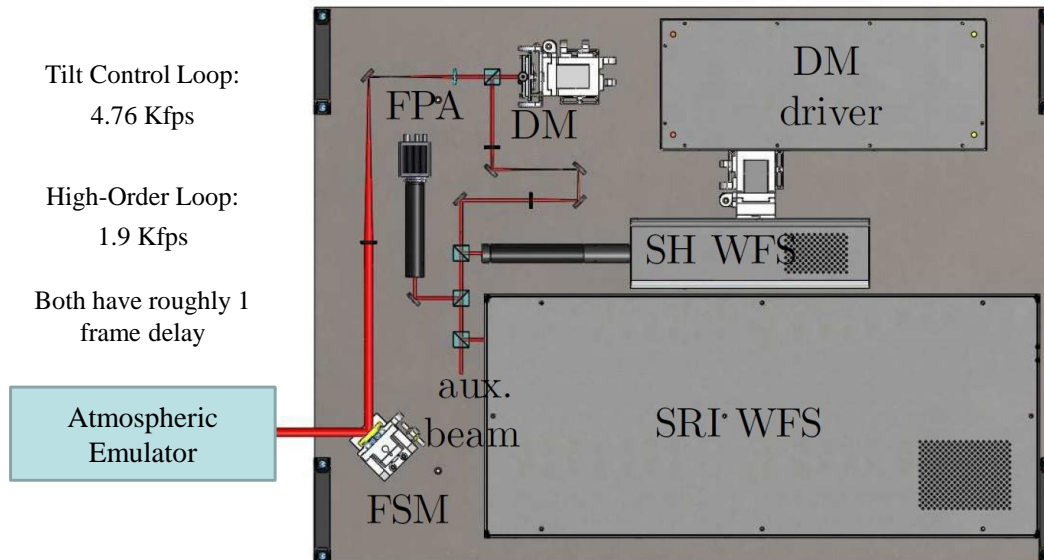 Tilt Control Loop:
4.76 Kfps
High-Order Loop:
1.9 Kfps
Both have roughly 1
frame delay
Atmospheric
Emulator
FPA
DM
DM
driver
SH WFS
aux.
beam
SRI WFS
FSM